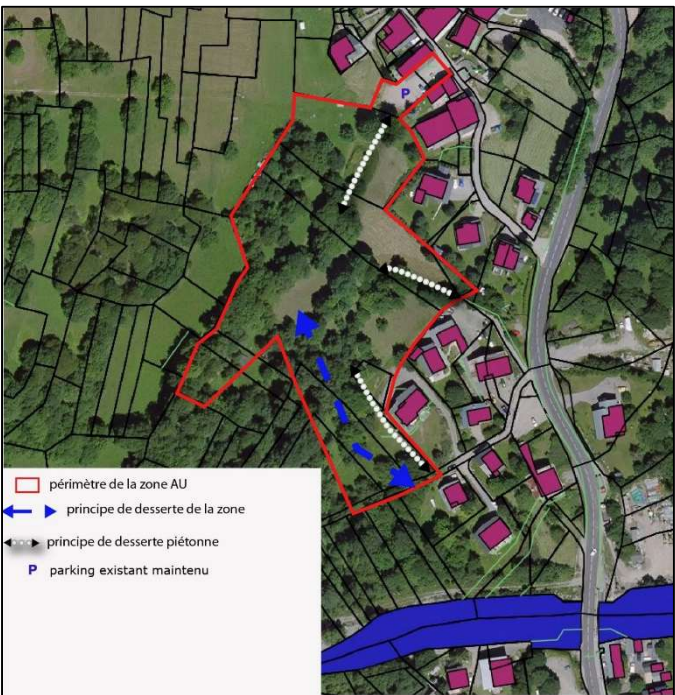 P
périmètre de la zone AU
principe de desserte de la zone
principe de desserte piétonne
P parking existant maintenu